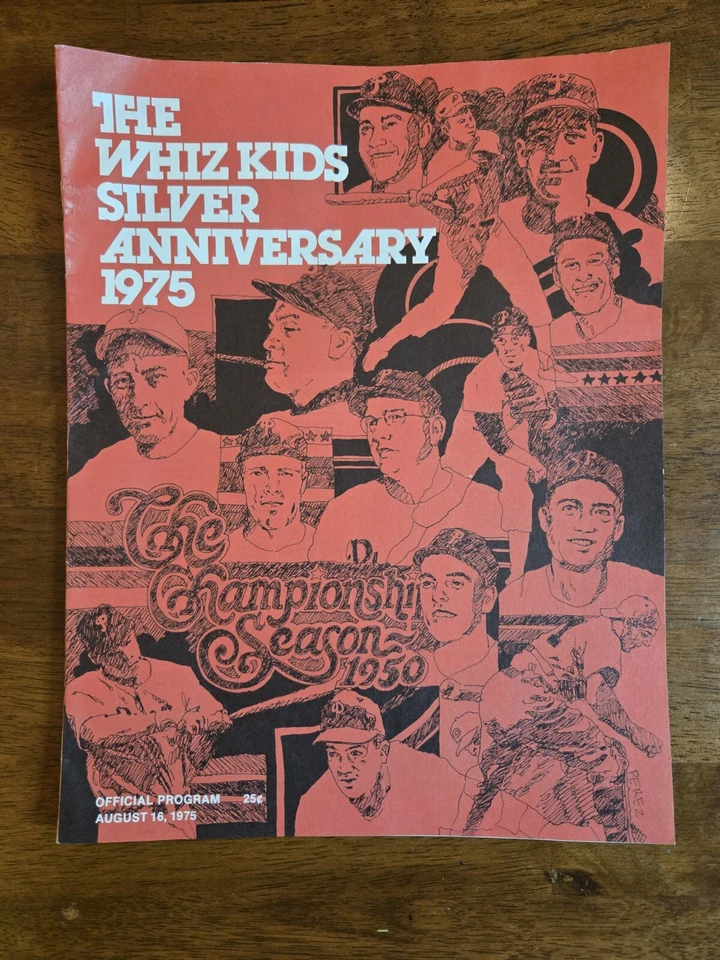 THE
WHIZ KIDS
SILVER
ANNIVERSARY
1975
The
Championship
Season-
1950
OFFICIAL PROGRAM 25¢
AUGUST 16, 1975
PEREZ